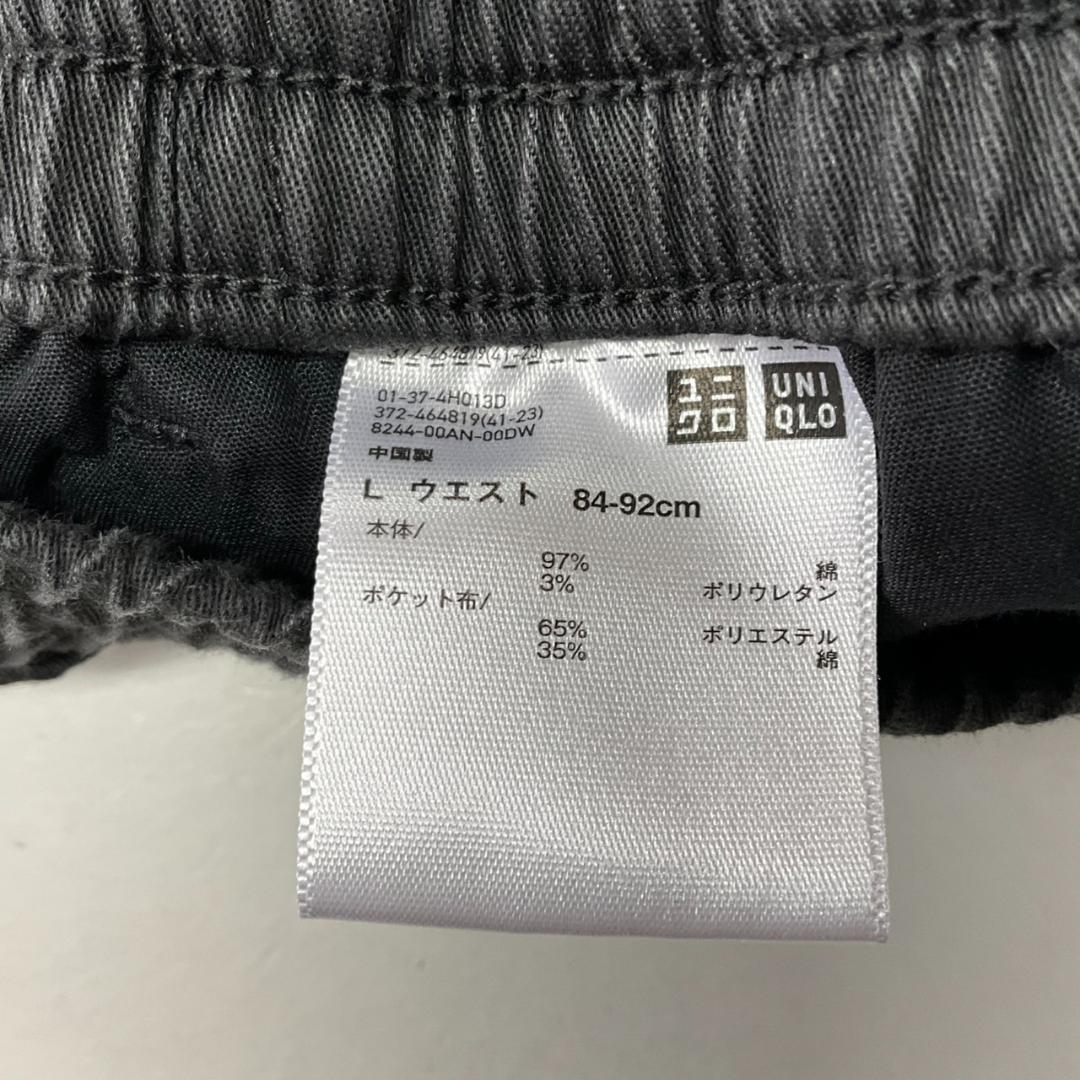 372-464819(41-23)
01-37-4H013D
372-464819(41-23)
8244-00AN-00DW
中国製
ユニ
クロ
UNI
QLO
L ウエスト 84-92cm
本体/
97% 綿
3% ポリウレタン
ポケット布/
65% ポリエステル
35% 綿